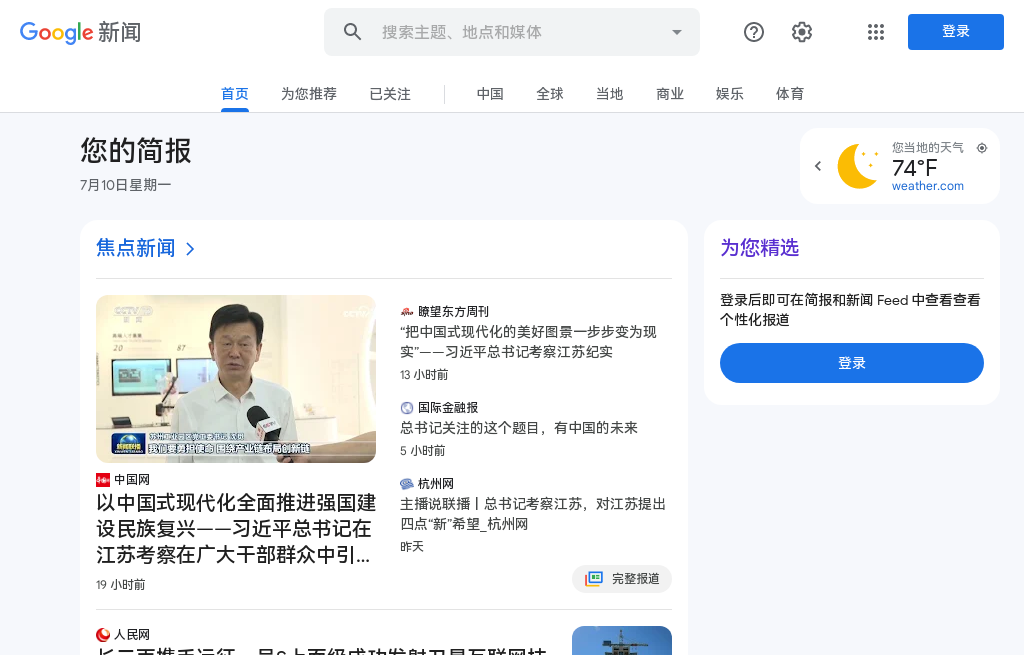 Google 新闻
搜索主题、地点和媒体
登录
首页
为您推荐
已关注
中国
全球
当地
商业
娱乐
体育
您的简报
7月10日星期一
您当地的天气
74°F
weather.com
焦点新闻
CCTV
20
87
我们要勇担使命 围绕产业链布局创新链
中国网
以中国式现代化全面推进强国建
设民族复兴——习近平总书记在
江苏考察在广大干部群众中引...
19 小时前
瞭望东方周刊
“把中国式现代化的美好图景一步步变为现
实”——习近平总书记考察江苏纪实
13 小时前
国际金融报
总书记关注的这个题目，有中国的未来
5 小时前
杭州网
主播说联播丨总书记考察江苏，对江苏提出
四点“新”希望_杭州网
昨天
完整报道
人民网
为您精选
登录后即可在简报和新闻 Feed 中查看查看
个性化报道
登录